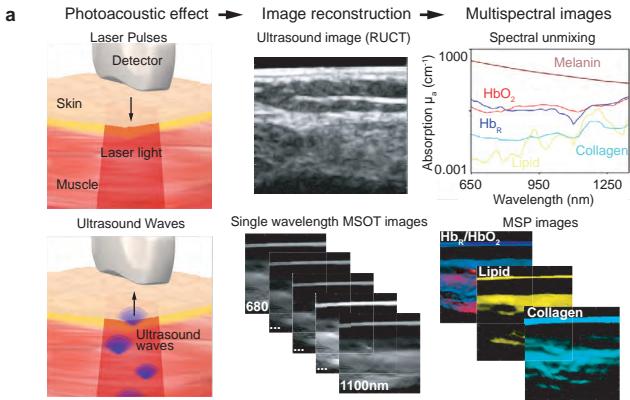 a
Photoacoustic effect → Image reconstruction → Multispectral images
Laser Pulses
Detector
Skin
Laser light
Muscle
Ultrasound image (RUCT)
Spectral unmixing
1000
Melanin
HbO₂
Hb_R
Lipid
Collagen
Absorption μₐ (cm⁻¹)
0.001
650
950
1250
Wavelength (nm)
Ultrasound Waves
Ultrasound
waves
Single wavelength MSOT images
680
...
...
...
1100nm
MSP images
Hb_R/HbO₂
Lipid
Collagen